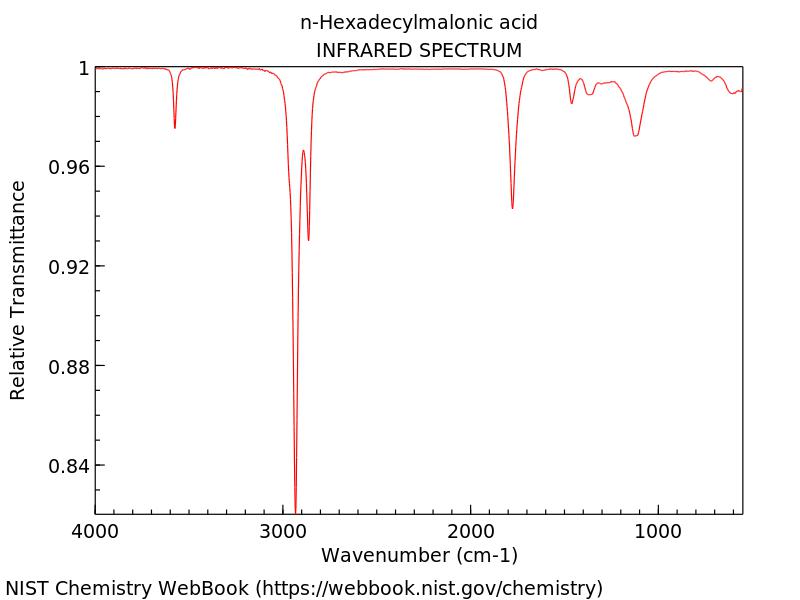 n-Hexadecylmalonic acid
INFRARED SPECTRUM
1
0.96
0.92
0.88
0.84
Relative Transmittance
4000 3000 2000 1000
Wavenumber (cm-1)
NIST Chemistry WebBook (https://webbook.nist.gov/chemistry)